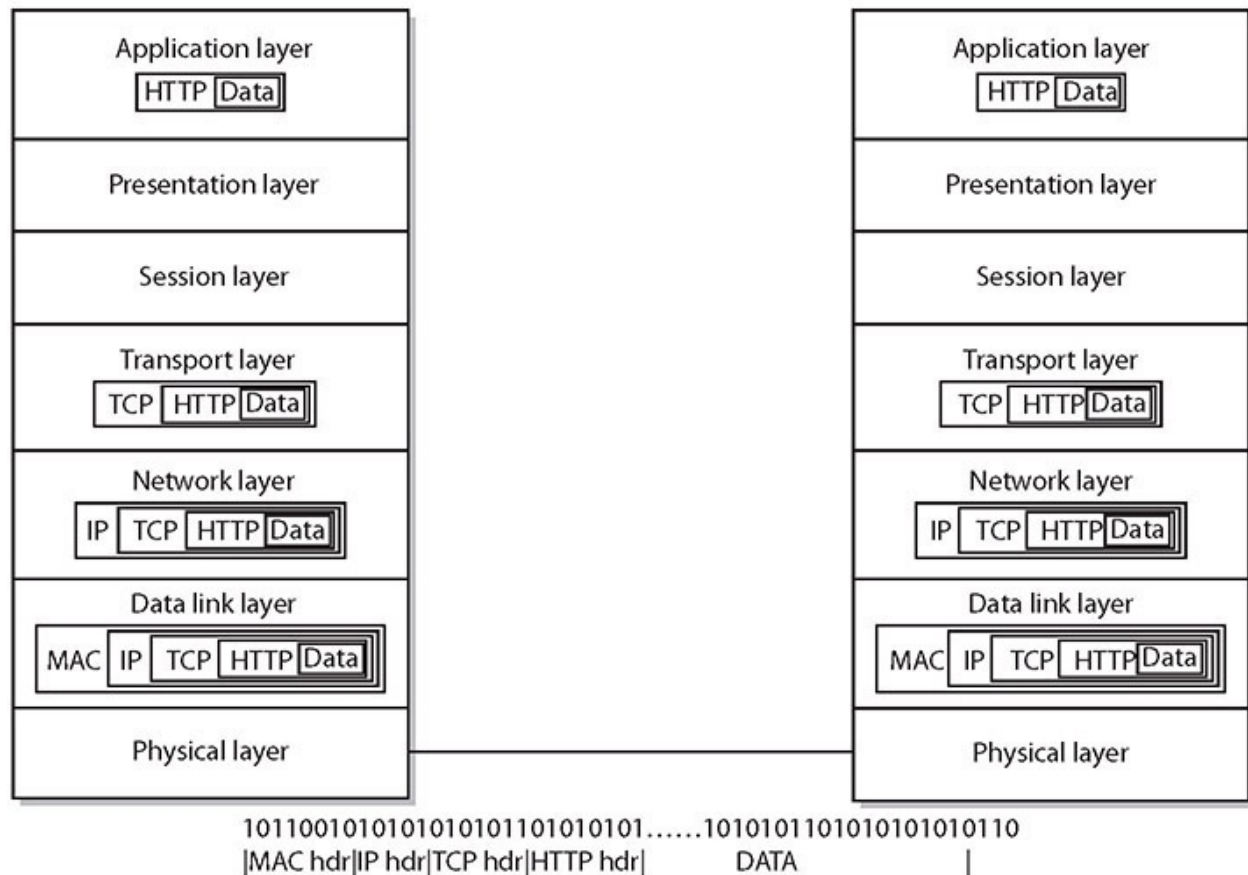 Application layer
HTTP Data
Presentation layer
Session layer
Transport layer
TCP HTTP Data
Network layer
IP TCP HTTP Data
Data link layer
MAC IP TCP HTTP Data
Physical layer
Application layer
HTTP Data
Presentation layer
Session layer
Transport layer
TCP HTTP Data
Network layer
IP TCP HTTP Data
Data link layer
MAC IP TCP HTTP Data
Physical layer
1011001010101010101101010101......1010101101010101010110
|MAC hdr|IP hdr|TCP hdr|HTTP hdr| DATA |